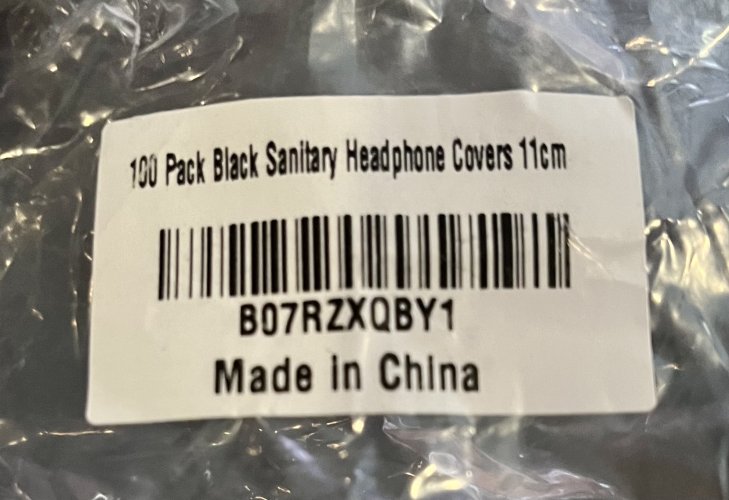 100 Pack Black Sanitary Headphone Covers 11cm
B07RZXQBY1
Made in China